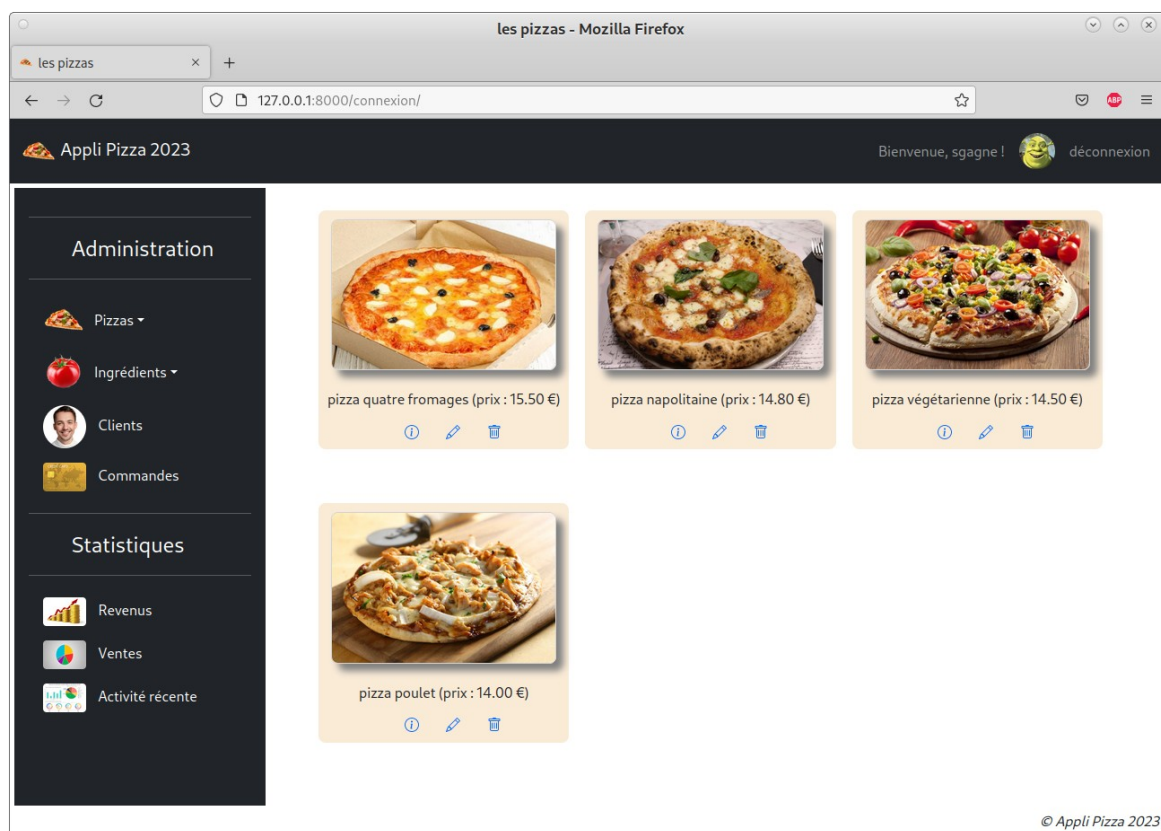 les pizzas - Mozilla Firefox
les pizzas
127.0.0.1:8000/connexion/
ABP
Appli Pizza 2023
Bienvenue, sgagne !
déconnexion
Administration
Pizzas
Ingrédients
Clients
Commandes
Statistiques
Revenus
Ventes
Activité récente
pizza quatre fromages (prix : 15.50 €)
pizza napolitaine (prix : 14.80 €)
pizza végétarienne (prix : 14.50 €)
pizza poulet (prix : 14.00 €)
© Appli Pizza 2023